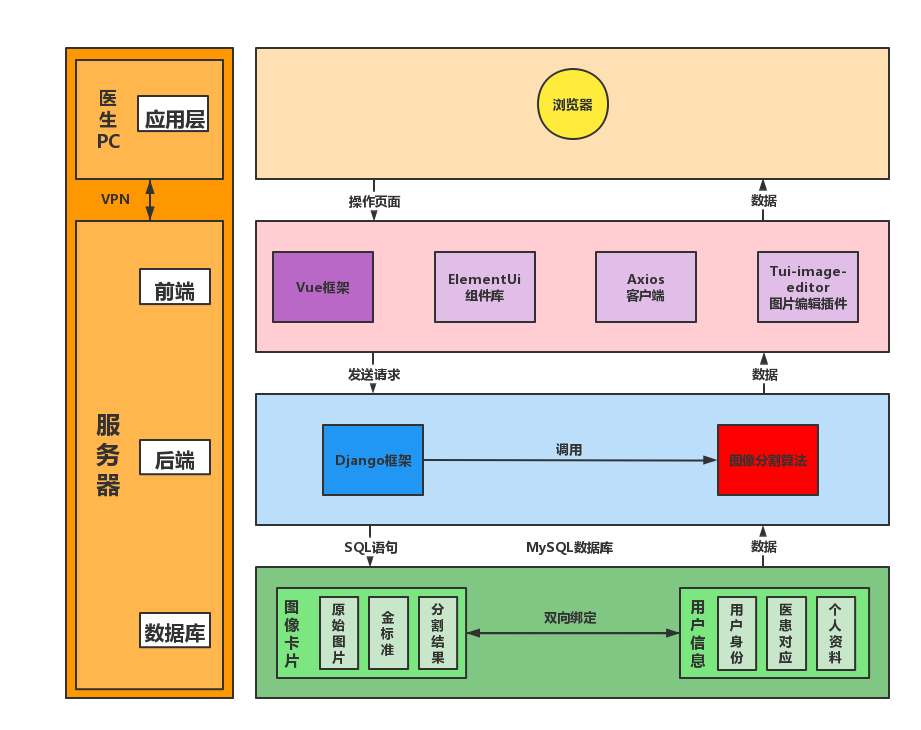 医
生
PC
应用层
VPN
服
务
器
前端
后端
数据库
浏览器
操作页面
数据
Vue框架
ElementUi
组件库
Axios
客户端
Tui-image-
editor
图片编辑插件
发送请求
数据
Django框架
调用
图像分割算法
SQL语句
MySQL数据库
数据
图
像
卡
片
原
始
图
片
金
标
准
分
割
结
果
双向绑定
用
户
信
息
用
户
身
份
医
患
对
应
个
人
资
料